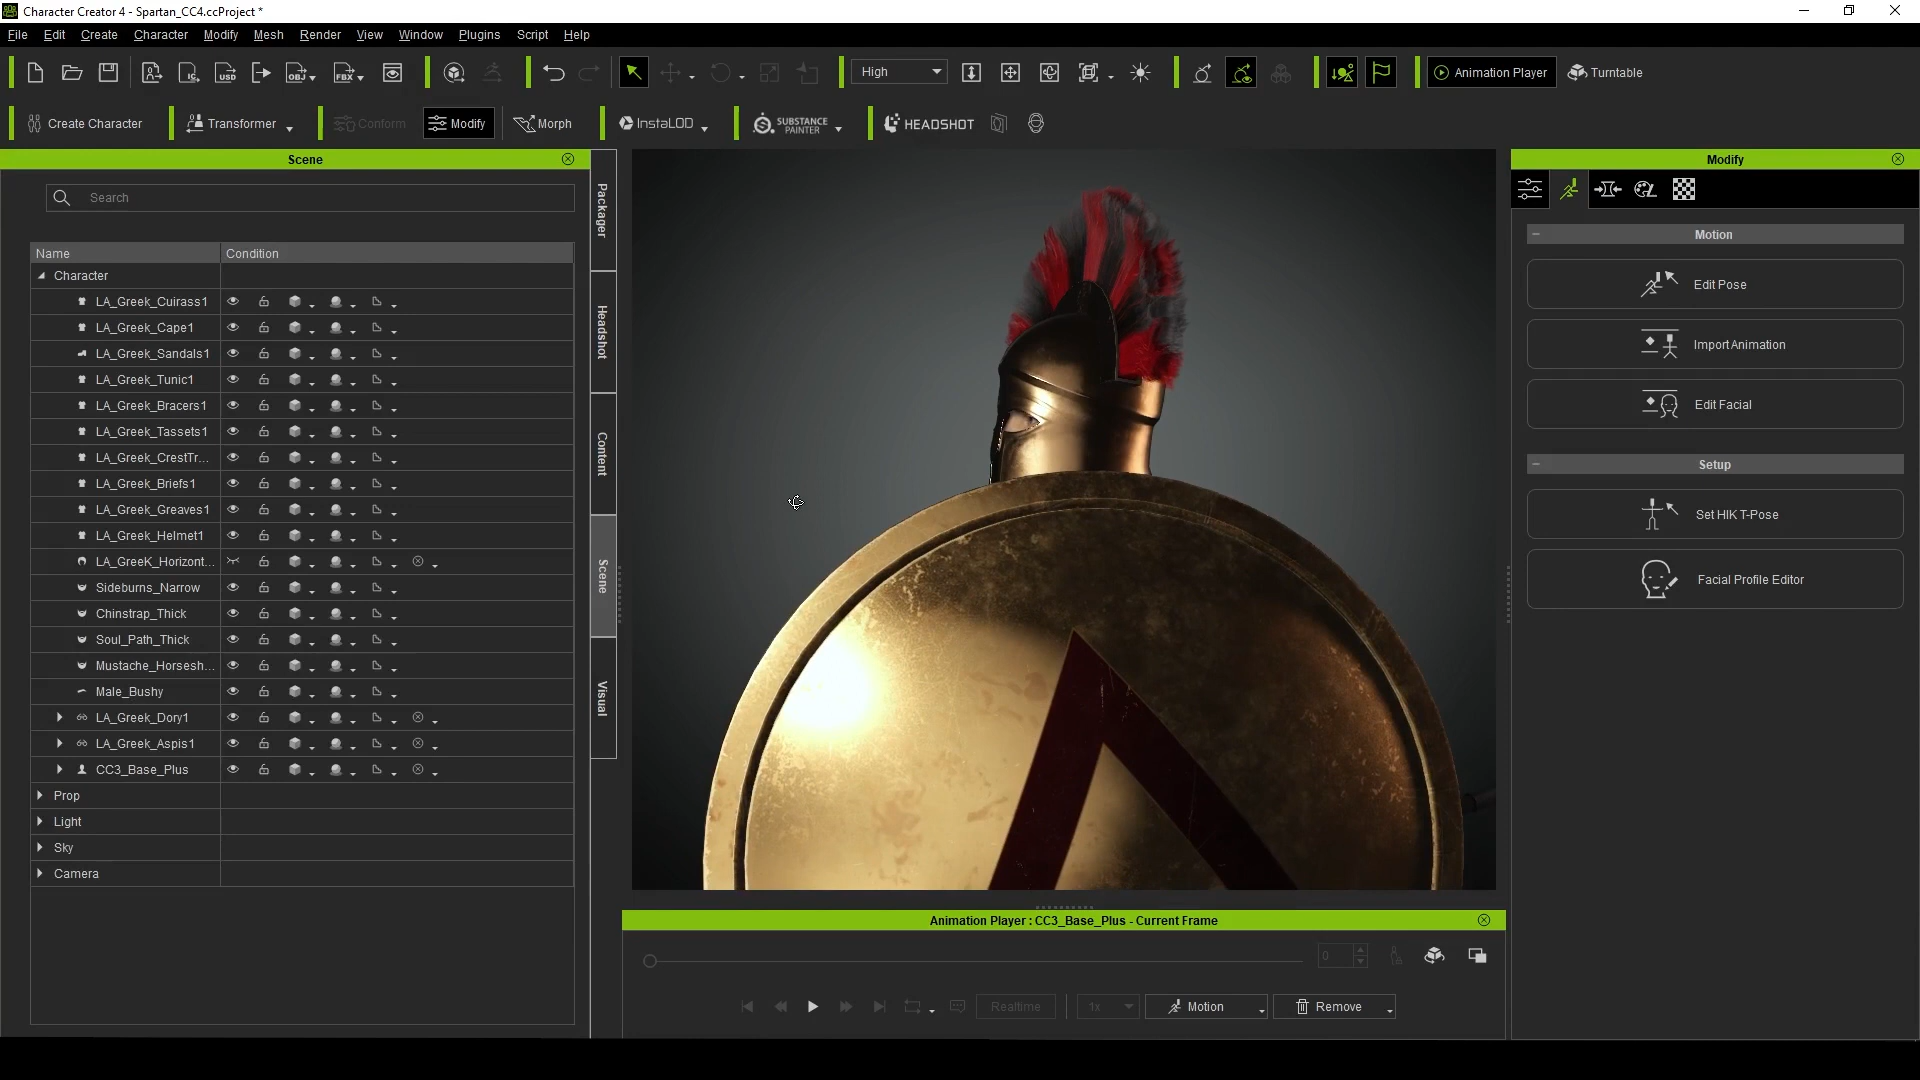 Character Creator 4 - Spartan_CC4.ccProject *
File Edit Create Character Modify Mesh Render View Window Plugins Script Help
USD OBJ FBX High Animation Player Turntable
Create Character Transformer Conform Modify Morph InstaLOD SUBSTANCE PAINTER HEADSHOT
Scene
Search
Name Condition
Character
LA_Greek_Cuirass1
LA_Greek_Cape1
LA_Greek_Sandals1
LA_Greek_Tunic1
LA_Greek_Bracers1
LA_Greek_Tassets1
LA_Greek_CrestTr...
LA_Greek_Briefs1
LA_Greek_Greaves1
LA_Greek_Helmet1
LA_GreeK_Horizont...
Sideburns_Narrow
Chinstrap_Thick
Soul_Path_Thick
Mustache_Horsesh...
Male_Bushy
LA_Greek_Dory1
LA_Greek_Aspis1
CC3_Base_Plus
Prop
Light
Sky
Camera
Packager
Headshot
Content
Scene
Visual
Animation Player : CC3_Base_Plus - Current Frame
0
Realtime 1x Motion Remove
Modify
Motion
Edit Pose
Import Animation
Edit Facial
Setup
Set HIK T-Pose
Facial Profile Editor